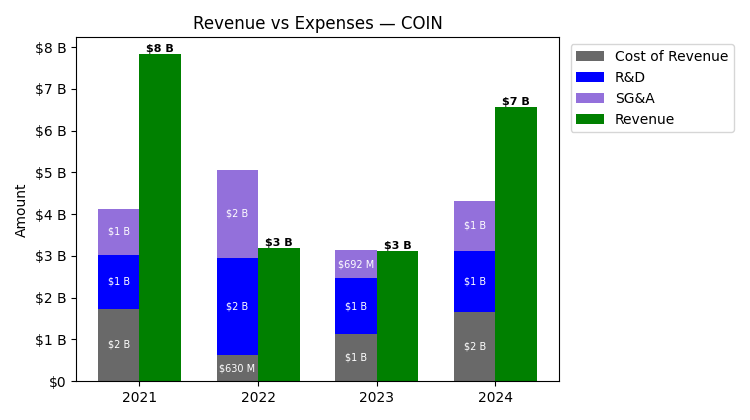 Revenue vs Expenses — COIN
Amount
$8 B
$7 B
$6 B
$5 B
$4 B
$3 B
$2 B
$1 B
$0
$8 B
$1 B
$1 B
$2 B
$3 B
$2 B
$2 B
$630 M
$3 B
$692 M
$1 B
$1 B
$7 B
$1 B
$1 B
$2 B
2021 2022 2023 2024
Cost of Revenue
R&D
SG&A
Revenue